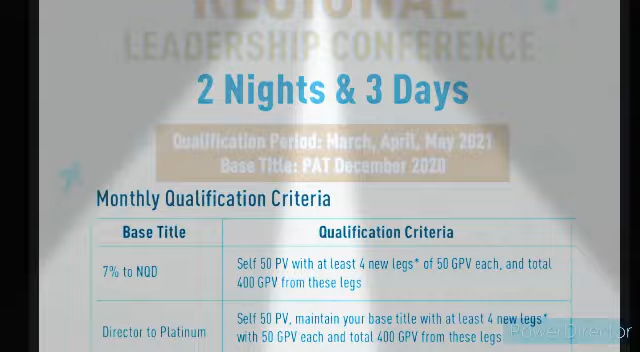 REGIONAL
LEADERSHIP CONFERENCE
2 Nights & 3 Days
Qualification Period: March, April, May 2021
Base Title: PAT December 2020
Monthly Qualification Criteria
Base Title
Qualification Criteria
7% to NQD
Self 50 PV with at least 4 new legs* of 50 GPV each, and total
400 GPV from these legs
Director to Platinum
Self 50 PV, maintain your base title with at least 4 new legs*
with 50 GPV each and total 400 GPV from these legs
PowerDirector